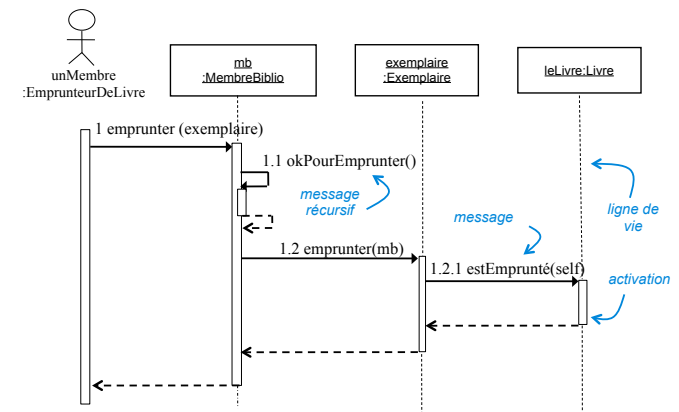 unMembre
:EmprunteurDeLivre
mb
:MembreBiblio
exemplaire
:Exemplaire
leLivre:Livre
1 emprunter (exemplaire)
1.1 okPourEmprunter()
message
récursif
1.2 emprunter(mb)
message
1.2.1 estEmprunté(self)
ligne de
vie
activation